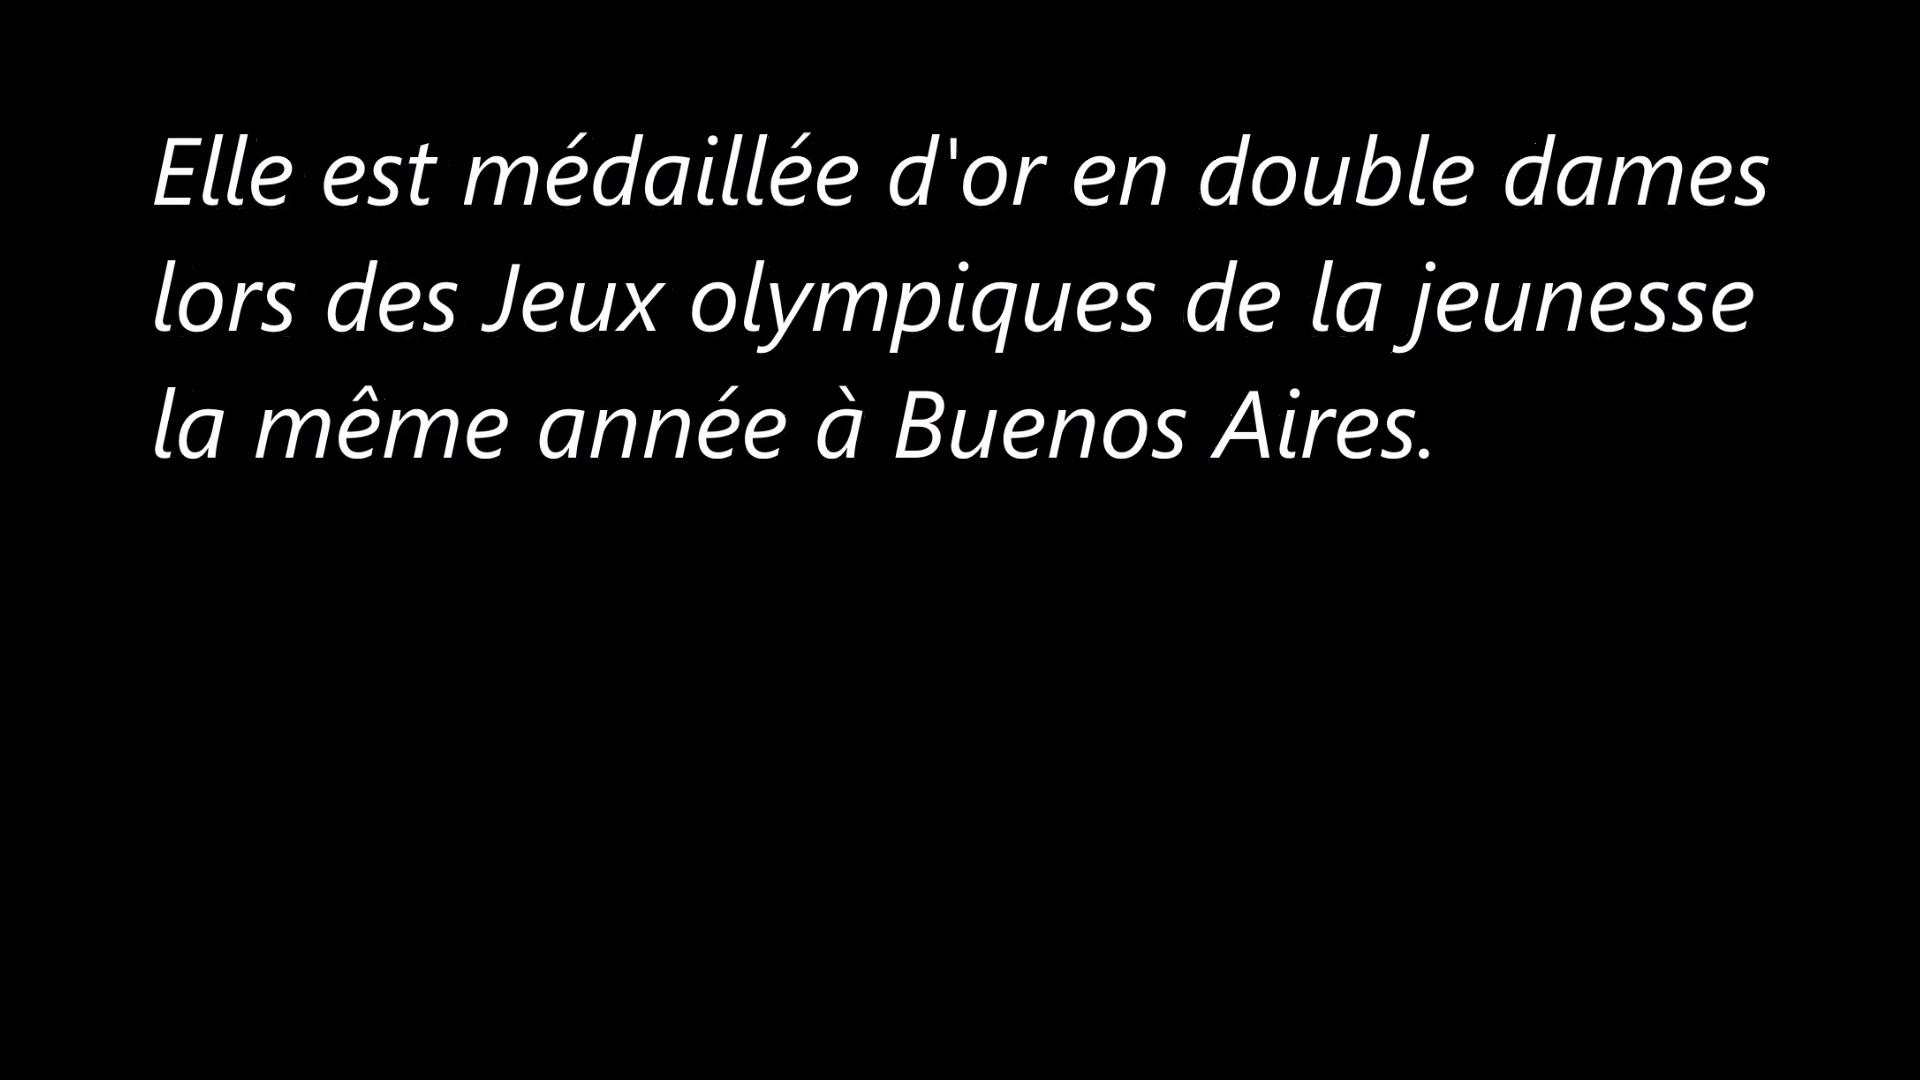 Elle est médaillée d'or en double dames
lors des Jeux olympiques de la jeunesse
la même année à Buenos Aires.